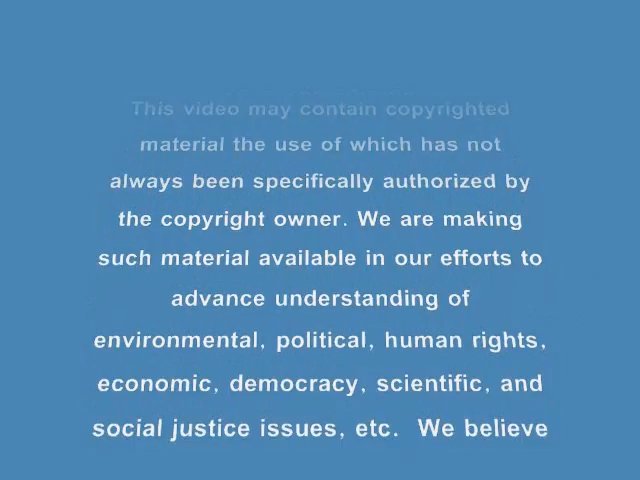 This video may contain copyrighted
material the use of which has not
always been specifically authorized by
the copyright owner. We are making
such material available in our efforts to
advance understanding of
environmental, political, human rights,
economic, democracy, scientific, and
social justice issues, etc. We believe